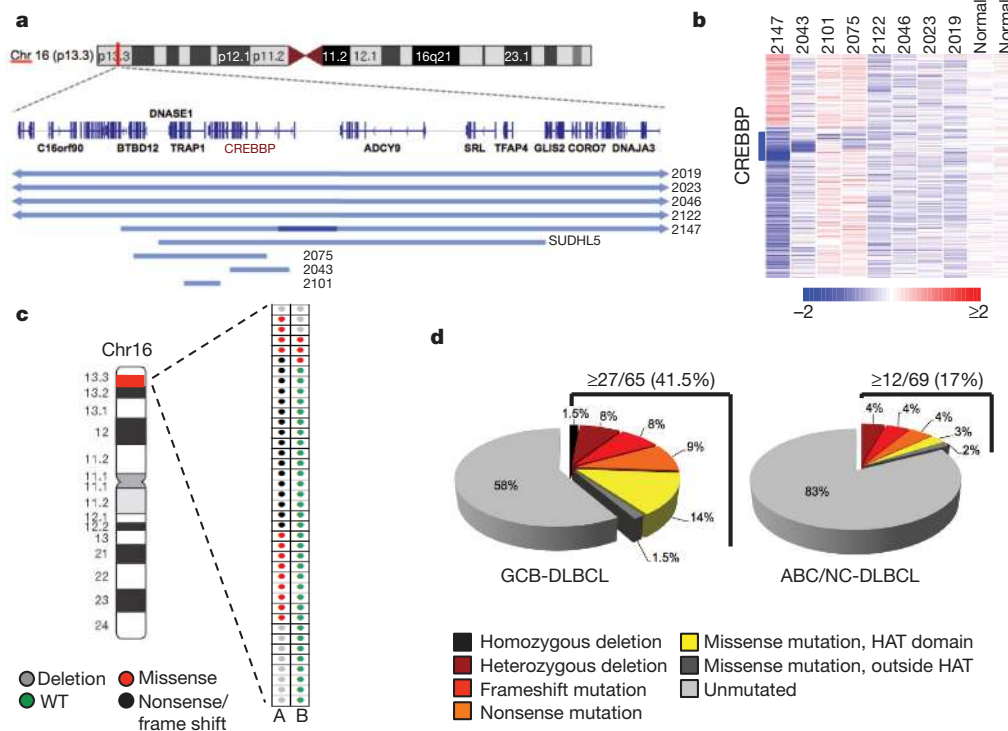 a
Chr 16 (p13.3)
p13.3
p12.1
p11.2
11.2
12.1
16q21
23.1
DNASE1
C16orf90
BTBD12
TRAP1
CREBBP
ADCY9
SRL
TFAP4
GLIS2
CORO7
DNAJA3
2019
2023
2046
2122
2147
SUDHL5
2075
2043
2101
b
2147
2043
2101
2075
2122
2046
2023
2019
Normal
Normal
CREBBP
−2
≥2
c
Chr16
13.3
13.2
13.1
12
11.2
11.1
11.1
11.2
12.1
12.2
13
21
22
23
24
A B
Deletion
Missense
WT
Nonsense/
frame shift
d
≥27/65 (41.5%)
1.5%
8%
8%
9%
14%
1.5%
58%
GCB-DLBCL
≥12/69 (17%)
4%
4%
4%
3%
2%
83%
ABC/NC-DLBCL
Homozygous deletion
Heterozygous deletion
Frameshift mutation
Nonsense mutation
Missense mutation, HAT domain
Missense mutation, outside HAT
Unmutated